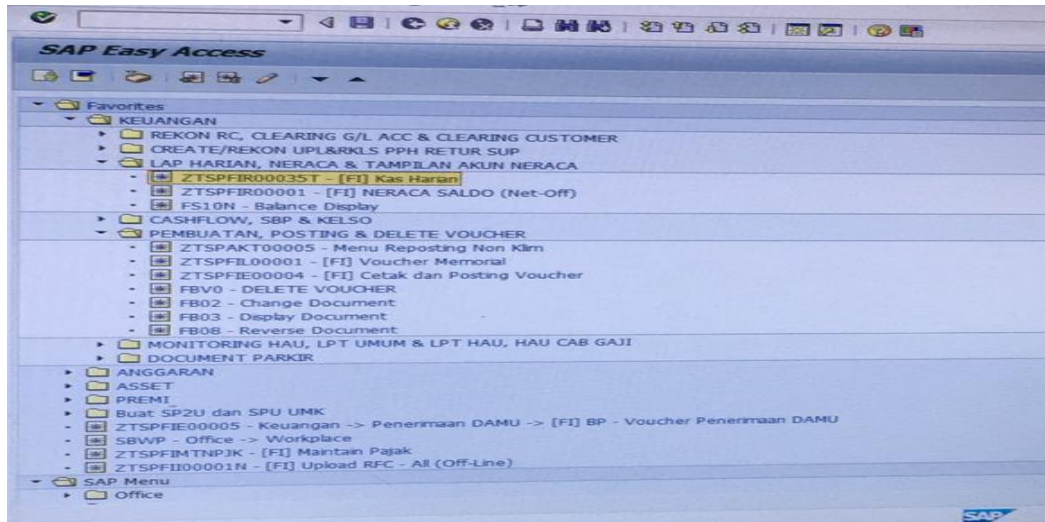 SAP Easy Access
Favorites
KEUANGAN
REKON RC, CLEARING G/L ACC & CLEARING CUSTOMER
CREATE/REKON UPL&RKLS PPH RETUR SUP
LAP HARIAN, NERACA & TAMPILAN AKUN NERACA
ZTSPFIR00035T - [FI] Kas Harian
ZTSPFIR00001 - [FI] NERACA SALDO (Net-Off)
FS10N - Balance Display
CASHFLOW, SBP & KELSO
PEMBUATAN, POSTING & DELETE VOUCHER
ZTSPAKT00005 - Menu Reposting Non Klim
ZTSPFIL00001 - [FI] Voucher Memorial
ZTSPFIE00004 - [FI] Cetak dan Posting Voucher
FBV0 - DELETE VOUCHER
FB02 - Change Document
FB03 - Display Document
FB08 - Reverse Document
MONITORING HAU, LPT UMUM & LPT HAU, HAU CAB GAJI
DOCUMENT PARKIR
ANGGARAN
ASSET
PREMI
Buat SP2U dan SPU UMK
ZTSPFIE00005 - Keuangan -> Penerimaan DAMU -> [FI] BP - Voucher Penerimaan DAMU
SBWP - Office -> Workplace
ZTSPFIMTNPJK - [FI] Maintain Pajak
ZTSPFII00001N - [FI] Upload RFC - All (Off-Line)
SAP Menu
Office
SAP